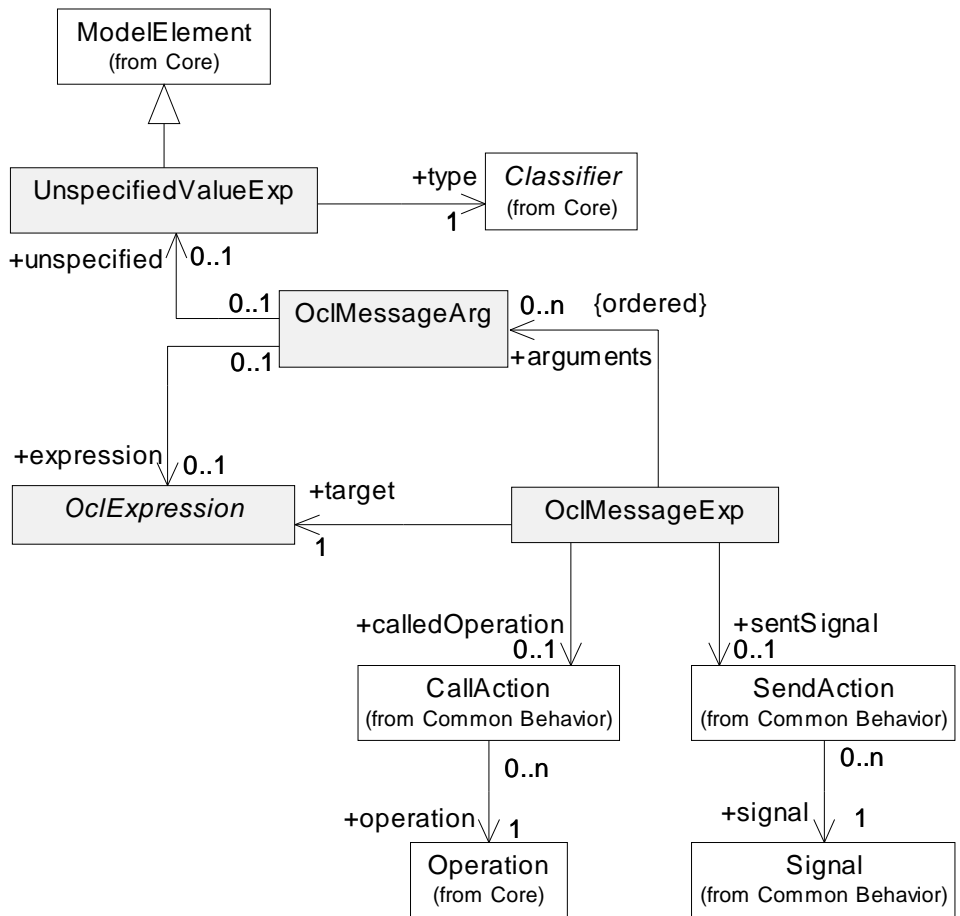 ModelElement
(from Core)
UnspecifiedValueExp
+type
1
Classifier
(from Core)
+unspecified
0..1
0..1
OclMessageArg
0..n
{ordered}
0..1
+arguments
+expression
0..1
OclExpression
+target
1
OclMessageExp
+calledOperation
0..1
+sentSignal
0..1
CallAction
(from Common Behavior)
SendAction
(from Common Behavior)
0..n
0..n
+operation
1
+signal
1
Operation
(from Core)
Signal
(from Common Behavior)